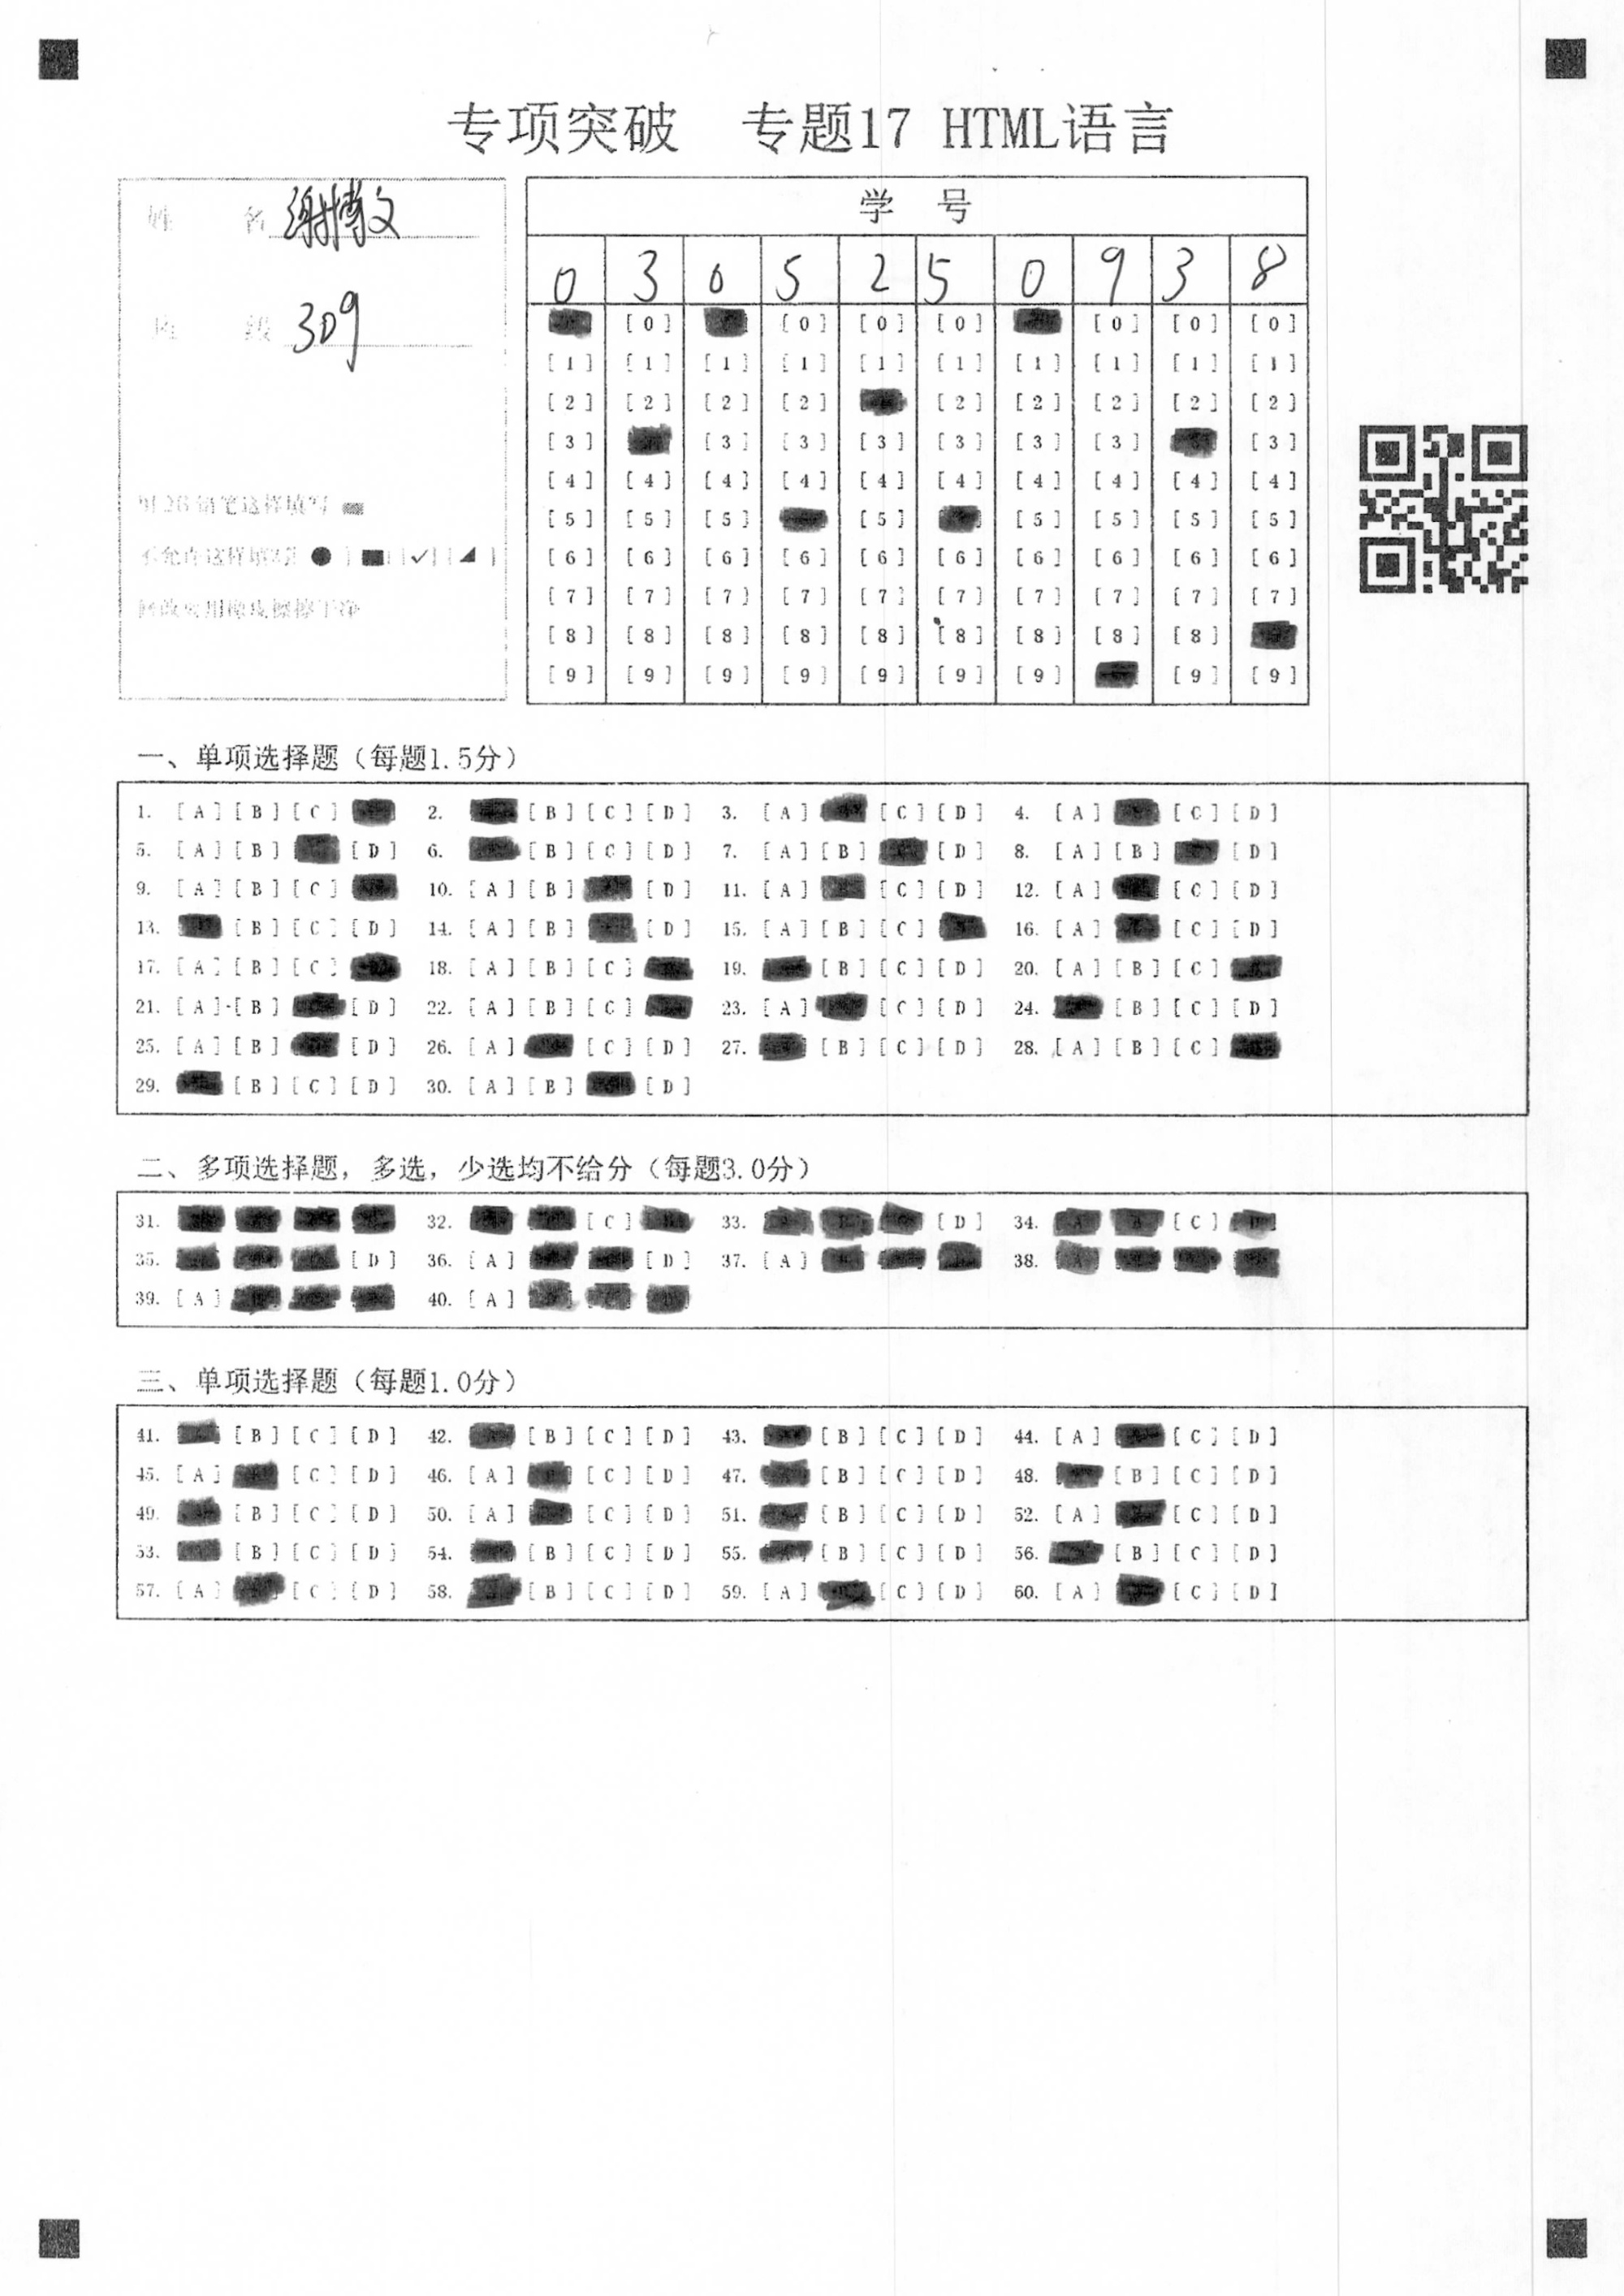 专项突破 专题17 HTML语言
姓 名 谢博文
班 级 309
用2B铅笔这样填写
不允许这样填写
修改要用橡皮擦擦干净
学 号
0 3 0 5 2 5 0 9 3 8
[0] [0] [0] [0] [0] [0] [0]
[1] [1] [1] [1] [1] [1] [1] [1] [1] [1]
[2] [2] [2] [2] [2] [2] [2] [2] [2]
[3] [3] [3] [3] [3] [3] [3] [3]
[4] [4] [4] [4] [4] [4] [4] [4] [4] [4]
[5] [5] [5] [5] [5] [5] [5] [5]
[6] [6] [6] [6] [6] [6] [6] [6] [6] [6]
[7] [7] [7] [7] [7] [7] [7] [7] [7] [7]
[8] [8] [8] [8] [8] [8] [8] [8] [8]
[9] [9] [9] [9] [9] [9] [9] [9] [9]
一、单项选择题（每题1.5分）
1. [A] [B] [C] 2. [B] [C] [D] 3. [A] [C] [D] 4. [A] [C] [D]
5. [A] [B] [D] 6. [B] [C] [D] 7. [A] [B] [D] 8. [A] [B] [D]
9. [A] [B] [C] 10. [A] [B] [D] 11. [A] [C] [D] 12. [A] [C] [D]
13. [B] [C] [D] 14. [A] [B] [D] 15. [A] [B] [C] 16. [A] [C] [D]
17. [A] [B] [C] 18. [A] [B] [C] 19. [B] [C] [D] 20. [A] [B] [C]
21. [A] [B] [D] 22. [A] [B] [C] 23. [A] [C] [D] 24. [B] [C] [D]
25. [A] [B] [D] 26. [A] [C] [D] 27. [B] [C] [D] 28. [A] [B] [C]
29. [B] [C] [D] 30. [A] [B] [D]
二、多项选择题，多选，少选均不给分（每题3.0分）
31. 32. [C] 33. [D] 34. [C]
35. [D] 36. [A] [D] 37. [A] 38.
39. [A] 40. [A]
三、单项选择题（每题1.0分）
41. [B] [C] [D] 42. [B] [C] [D] 43. [B] [C] [D] 44. [A] [C] [D]
45. [A] [C] [D] 46. [A] [C] [D] 47. [B] [C] [D] 48. [B] [C] [D]
49. [B] [C] [D] 50. [A] [C] [D] 51. [B] [C] [D] 52. [A] [C] [D]
53. [B] [C] [D] 54. [B] [C] [D] 55. [B] [C] [D] 56. [B] [C] [D]
57. [A] [C] [D] 58. [B] [C] [D] 59. [A] [C] [D] 60. [A] [C] [D]